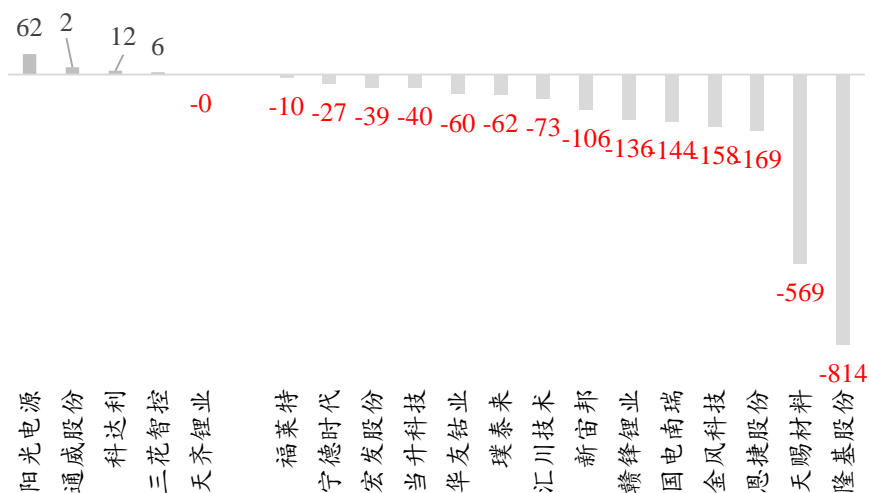 62
2
12
6
-0
-10
-27
-39
-40
-60
-62
-73
-106
-136
-144
-158
-169
-569
-814
阳光电源
通威股份
科达利
三花智控
天齐锂业
福莱特
宁德时代
宏发股份
当升科技
华友钴业
璞泰来
汇川技术
新宙邦
赣锋锂业
国电南瑞
金风科技
恩捷股份
天赐材料
隆基股份